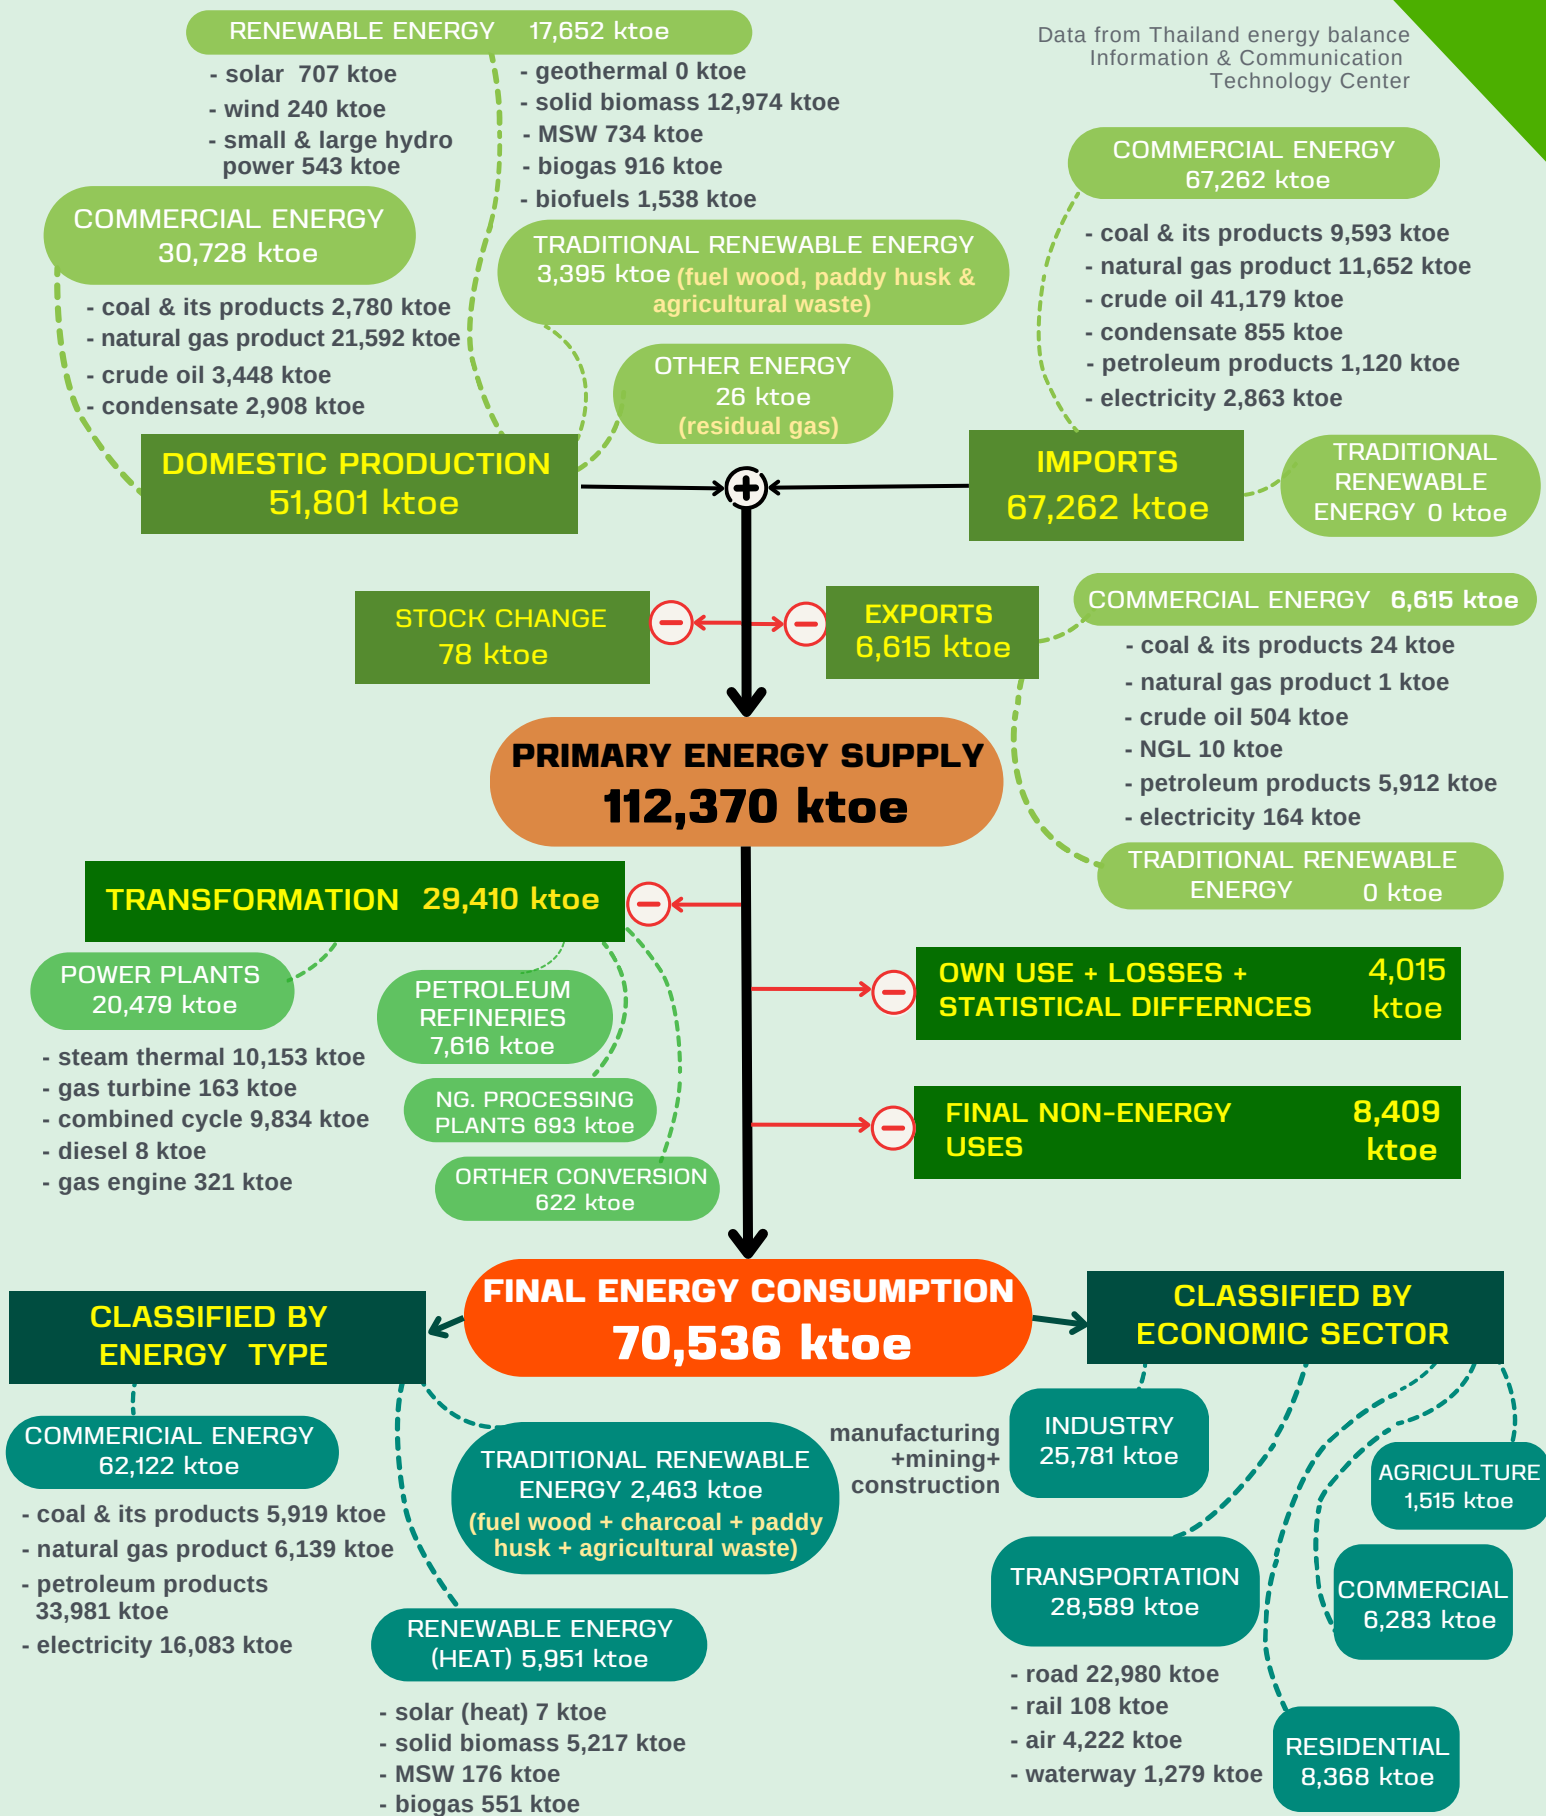 RENEWABLE ENERGY 17,652 ktoe
- solar 707 ktoe
- wind 240 ktoe
- small & large hydro
power 543 ktoe
- geothermal 0 ktoe
- solid biomass 12,974 ktoe
- MSW 734 ktoe
- biogas 916 ktoe
- biofuels 1,538 ktoe
Data from Thailand energy balance
Information & Communication
Technology Center
COMMERCIAL ENERGY
67,262 ktoe
- coal & its products 9,593 ktoe
- natural gas product 11,652 ktoe
- crude oil 41,179 ktoe
- condensate 855 ktoe
- petroleum products 1,120 ktoe
- electricity 2,863 ktoe
COMMERCIAL ENERGY
30,728 ktoe
- coal & its products 2,780 ktoe
- natural gas product 21,592 ktoe
- crude oil 3,448 ktoe
- condensate 2,908 ktoe
TRADITIONAL RENEWABLE ENERGY
3,395 ktoe (fuel wood, paddy husk &
agricultural waste)
OTHER ENERGY
26 ktoe
(residual gas)
DOMESTIC PRODUCTION
51,801 ktoe
IMPORTS
67,262 ktoe
TRADITIONAL
RENEWABLE
ENERGY 0 ktoe
STOCK CHANGE
78 ktoe
EXPORTS
6,615 ktoe
COMMERCIAL ENERGY 6,615 ktoe
- coal & its products 24 ktoe
- natural gas product 1 ktoe
- crude oil 504 ktoe
- NGL 10 ktoe
- petroleum products 5,912 ktoe
- electricity 164 ktoe
TRADITIONAL RENEWABLE
ENERGY 0 ktoe
PRIMARY ENERGY SUPPLY
112,370 ktoe
TRANSFORMATION 29,410 ktoe
POWER PLANTS
20,479 ktoe
- steam thermal 10,153 ktoe
- gas turbine 163 ktoe
- combined cycle 9,834 ktoe
- diesel 8 ktoe
- gas engine 321 ktoe
PETROLEUM
REFINERIES
7,616 ktoe
NG. PROCESSING
PLANTS 693 ktoe
ORTHER CONVERSION
622 ktoe
OWN USE + LOSSES +
STATISTICAL DIFFERNCES
4,015
ktoe
FINAL NON-ENERGY
USES
8,409
ktoe
FINAL ENERGY CONSUMPTION
70,536 ktoe
CLASSIFIED BY
ENERGY TYPE
COMMERICIAL ENERGY
62,122 ktoe
- coal & its products 5,919 ktoe
- natural gas product 6,139 ktoe
- petroleum products
33,981 ktoe
- electricity 16,083 ktoe
TRADITIONAL RENEWABLE
ENERGY 2,463 ktoe
(fuel wood + charcoal + paddy
husk + agricultural waste)
RENEWABLE ENERGY
(HEAT) 5,951 ktoe
- solar (heat) 7 ktoe
- solid biomass 5,217 ktoe
- MSW 176 ktoe
- biogas 551 ktoe
CLASSIFIED BY
ECONOMIC SECTOR
manufacturing
+mining+
construction
INDUSTRY
25,781 ktoe
AGRICULTURE
1,515 ktoe
TRANSPORTATION
28,589 ktoe
- road 22,980 ktoe
- rail 108 ktoe
- air 4,222 ktoe
- waterway 1,279 ktoe
COMMERCIAL
6,283 ktoe
RESIDENTIAL
8,368 ktoe